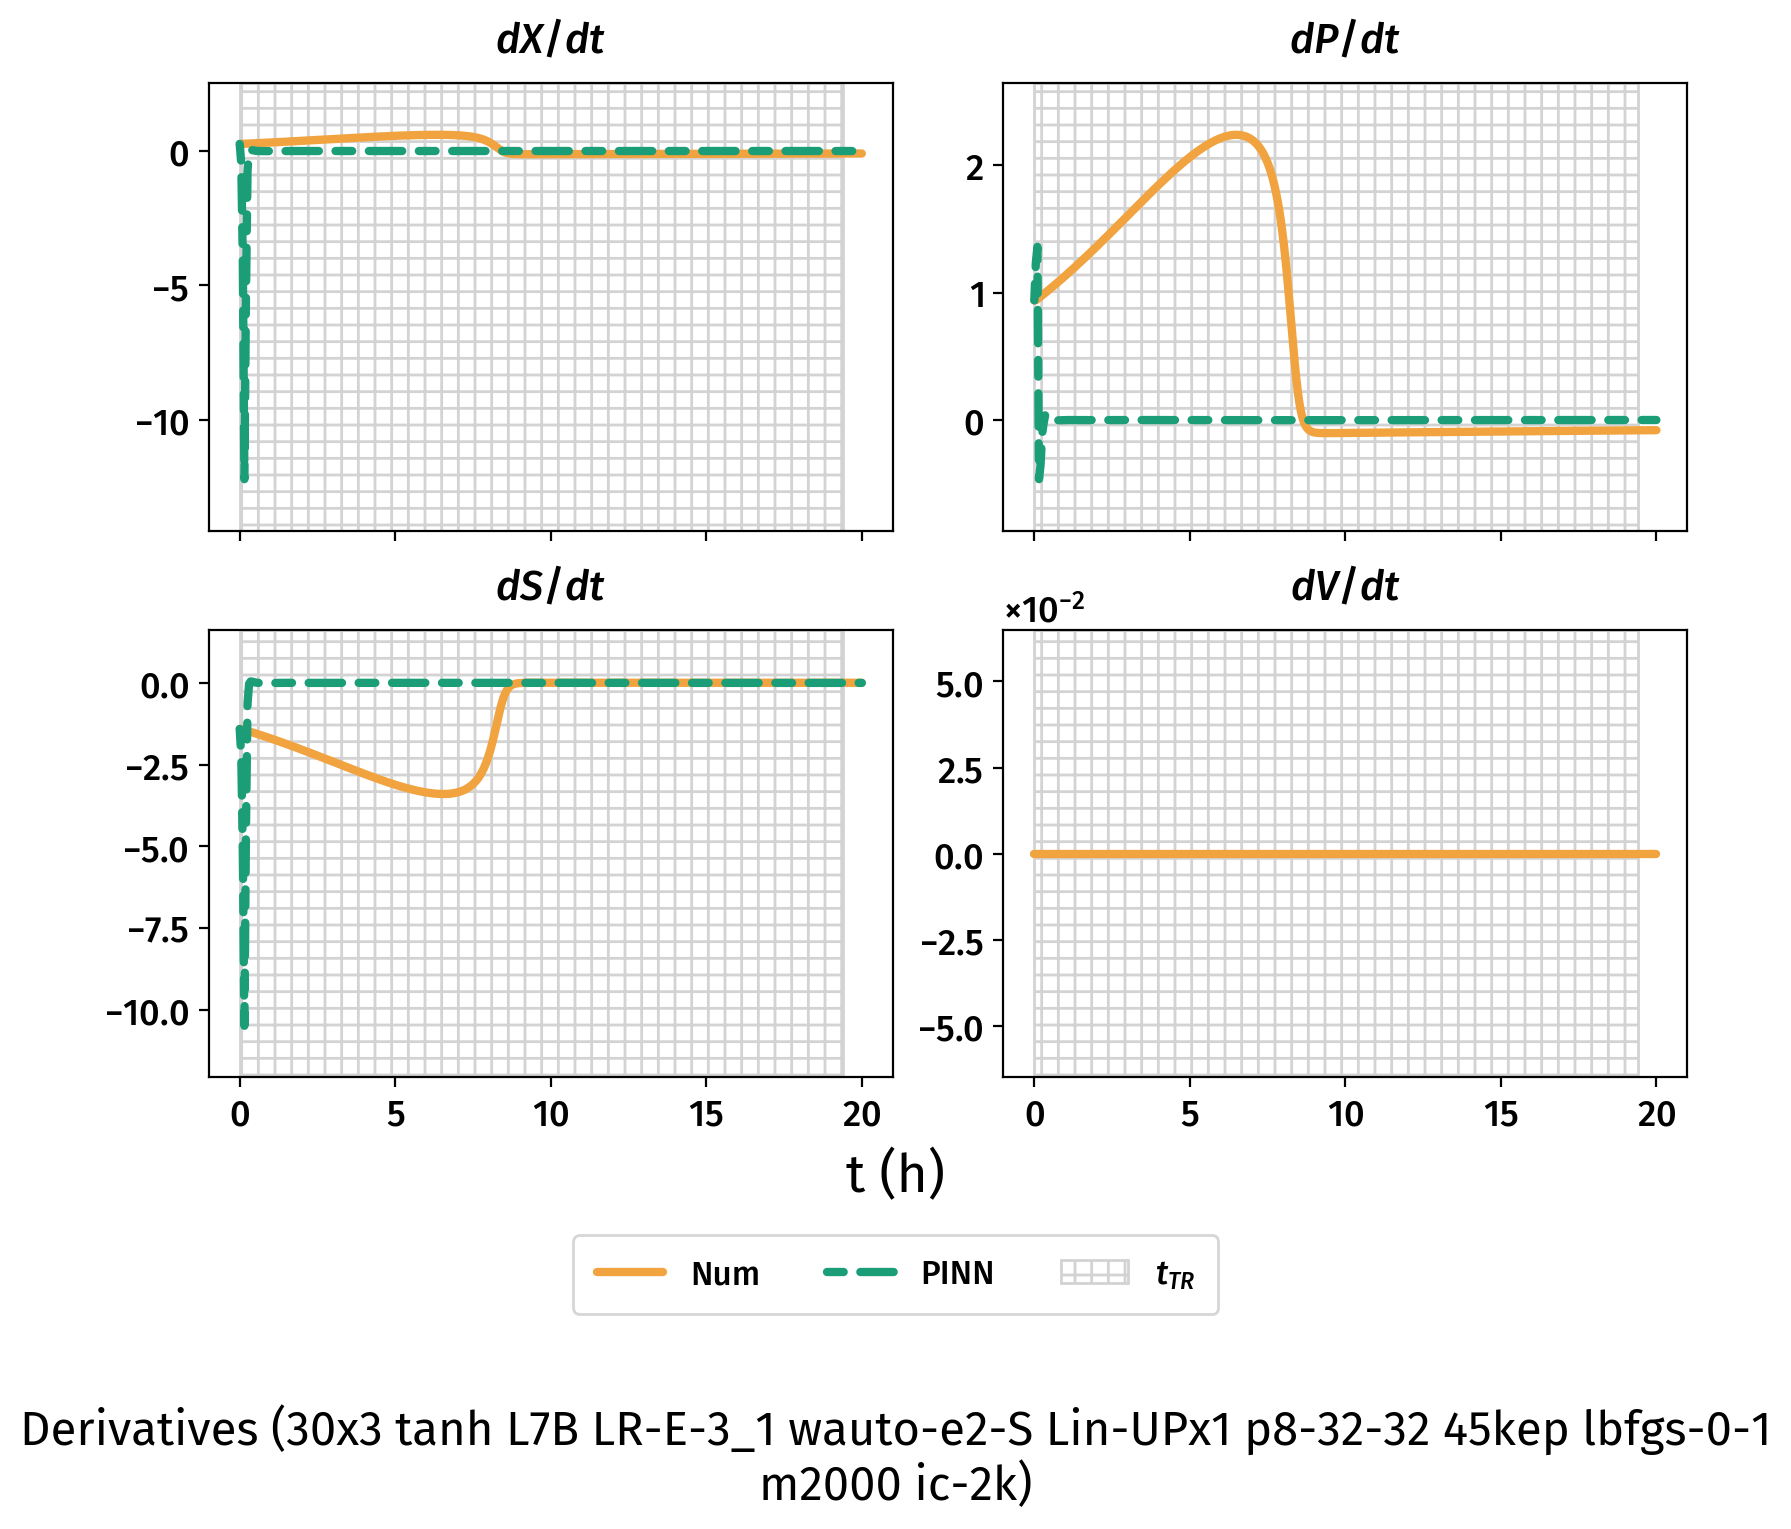 dX/dt
dP/dt
0
−5
−10
2
1
0
dS/dt
dV/dt
×10⁻²
0.0
−2.5
−5.0
−7.5
−10.0
5.0
2.5
0.0
−2.5
−5.0
0 5 10 15 20
0 5 10 15 20
t (h)
Num PINN t_TR
Derivatives (30x3 tanh L7B LR-E-3_1 wauto-e2-S Lin-UPx1 p8-32-32 45kep lbfgs-0-1
m2000 ic-2k)